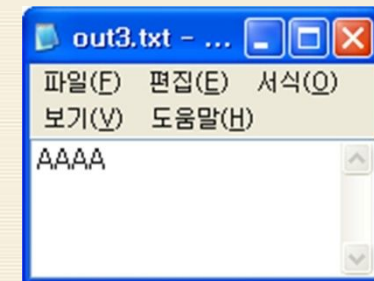 out3.txt - ...
파일(F) 편집(E) 서식(O)
보기(V) 도움말(H)
AAAA